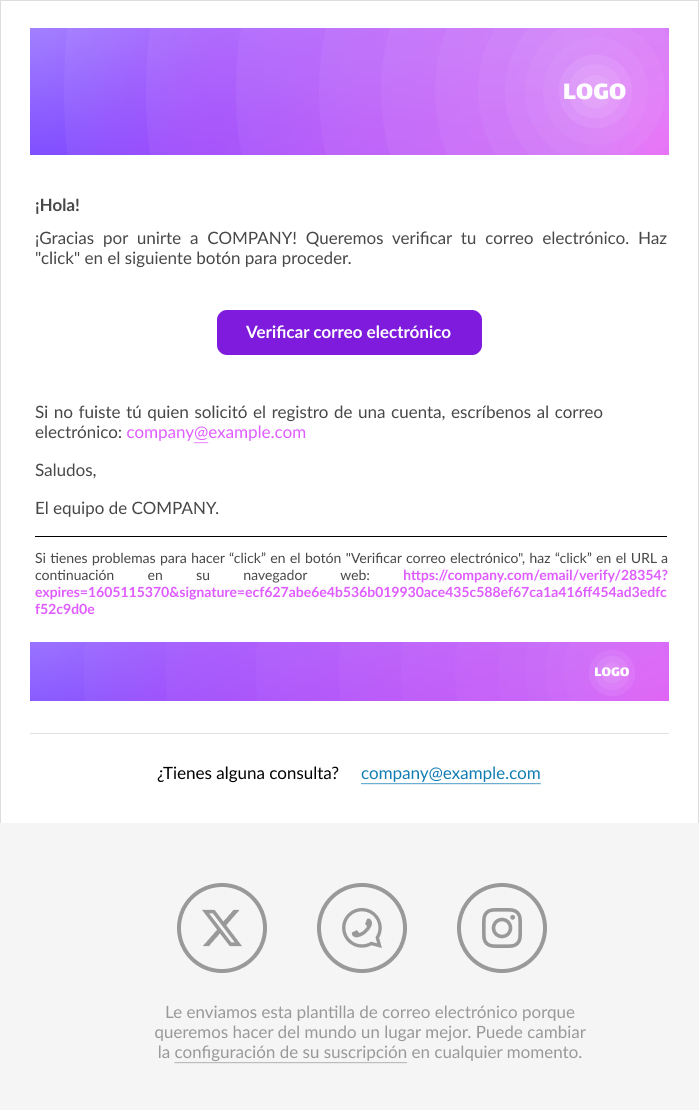 LOGO
¡Hola!
¡Gracias por unirte a COMPANY! Queremos verificar tu correo electrónico. Haz
"click" en el siguiente botón para proceder.
Verificar correo electrónico
Si no fuiste tú quien solicitó el registro de una cuenta, escríbenos al correo
electrónico: company@example.com
Saludos,
El equipo de COMPANY.
Si tienes problemas para hacer “click” en el botón "Verificar correo electrónico", haz “click” en el URL a
continuación en su navegador web: https://company.com/email/verify/28354?
expires=1605115370&signature=ecf627abe6e4b536b019930ace435c588ef67ca1a416ff454ad3edfc
f52c9d0e
LOGO
¿Tienes alguna consulta? company@example.com
Le enviamos esta plantilla de correo electrónico porque
queremos hacer del mundo un lugar mejor. Puede cambiar
la configuración de su suscripción en cualquier momento.